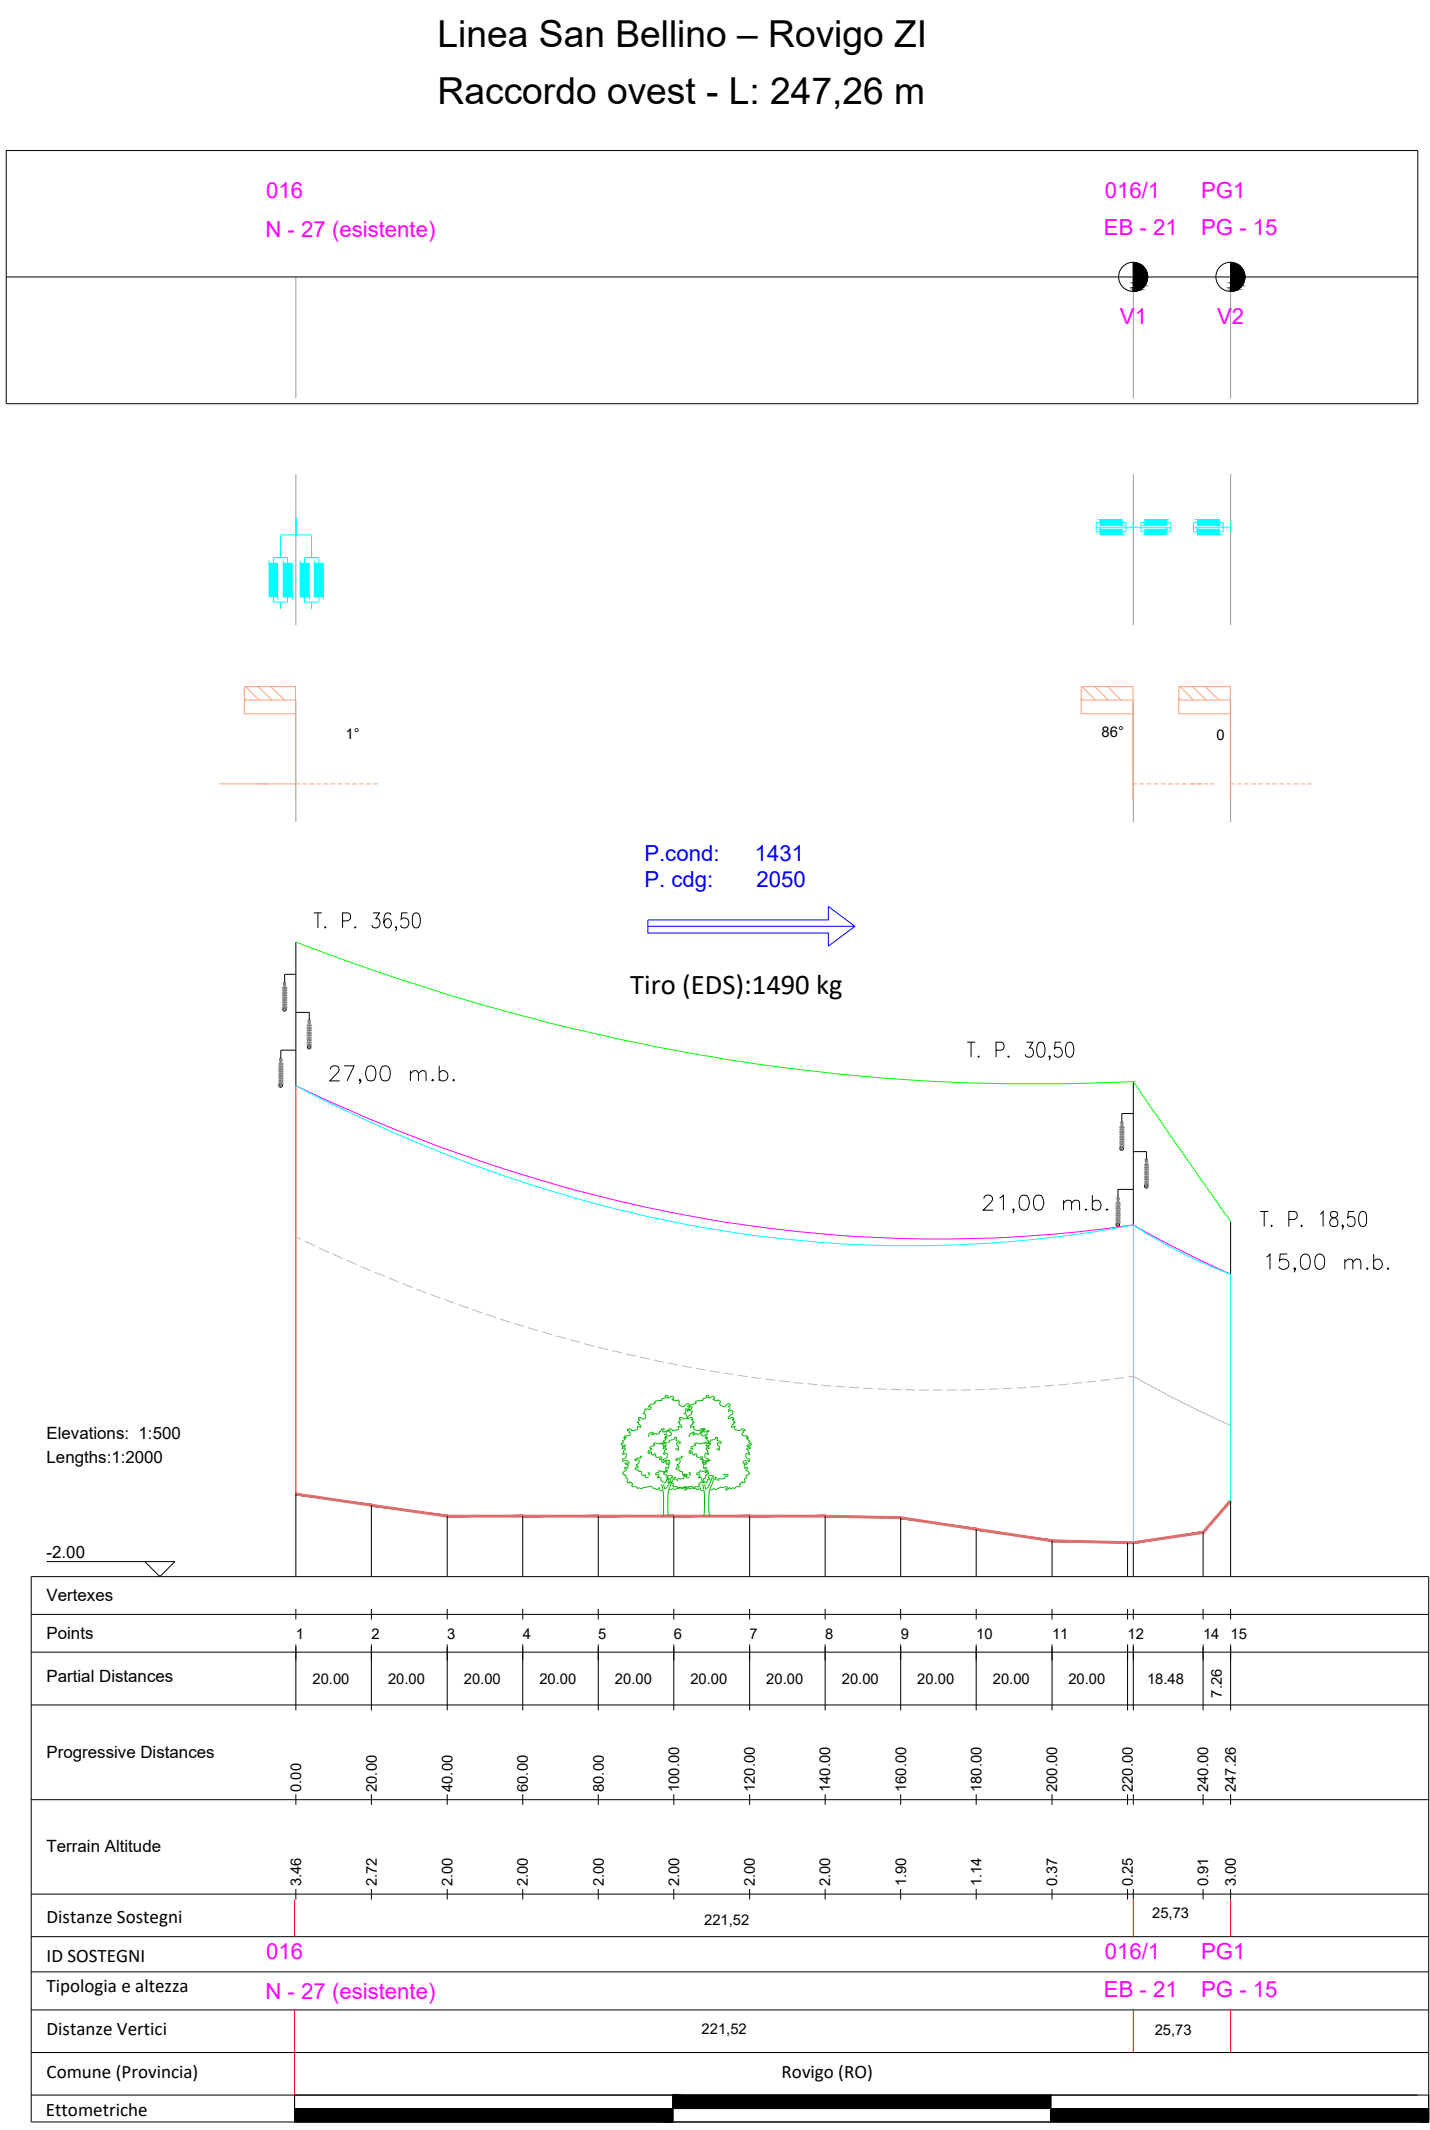 Linea San Bellino – Rovigo ZI
Raccordo ovest - L: 247,26 m
016 016/1 PG1
N - 27 (esistente) EB - 21 PG - 15
V1 V2
1° 86° 0
P.cond: 1431
P. cdg: 2050
T. P. 36,50
Tiro (EDS):1490 kg
T. P. 30,50
27,00 m.b.
21,00 m.b.
T. P. 18,50
15,00 m.b.
Elevations: 1:500
Lengths:1:2000
-2.00
Vertexes
Points 1 2 3 4 5 6 7 8 9 10 11 12 14 15
Partial Distances 20.00 20.00 20.00 20.00 20.00 20.00 20.00 20.00 20.00 20.00 20.00 18.48 7.26
Progressive Distances 0.00 20.00 40.00 60.00 80.00 100.00 120.00 140.00 160.00 180.00 200.00 220.00 240.00 247.26
Terrain Altitude 3.46 2.72 2.00 2.00 2.00 2.00 2.00 2.00 1.90 1.14 0.37 0.25 0.91 3.00
Distanze Sostegni 221,52 25,73
ID SOSTEGNI 016 016/1 PG1
Tipologia e altezza N - 27 (esistente) EB - 21 PG - 15
Distanze Vertici 221,52 25,73
Comune (Provincia) Rovigo (RO)
Ettometriche